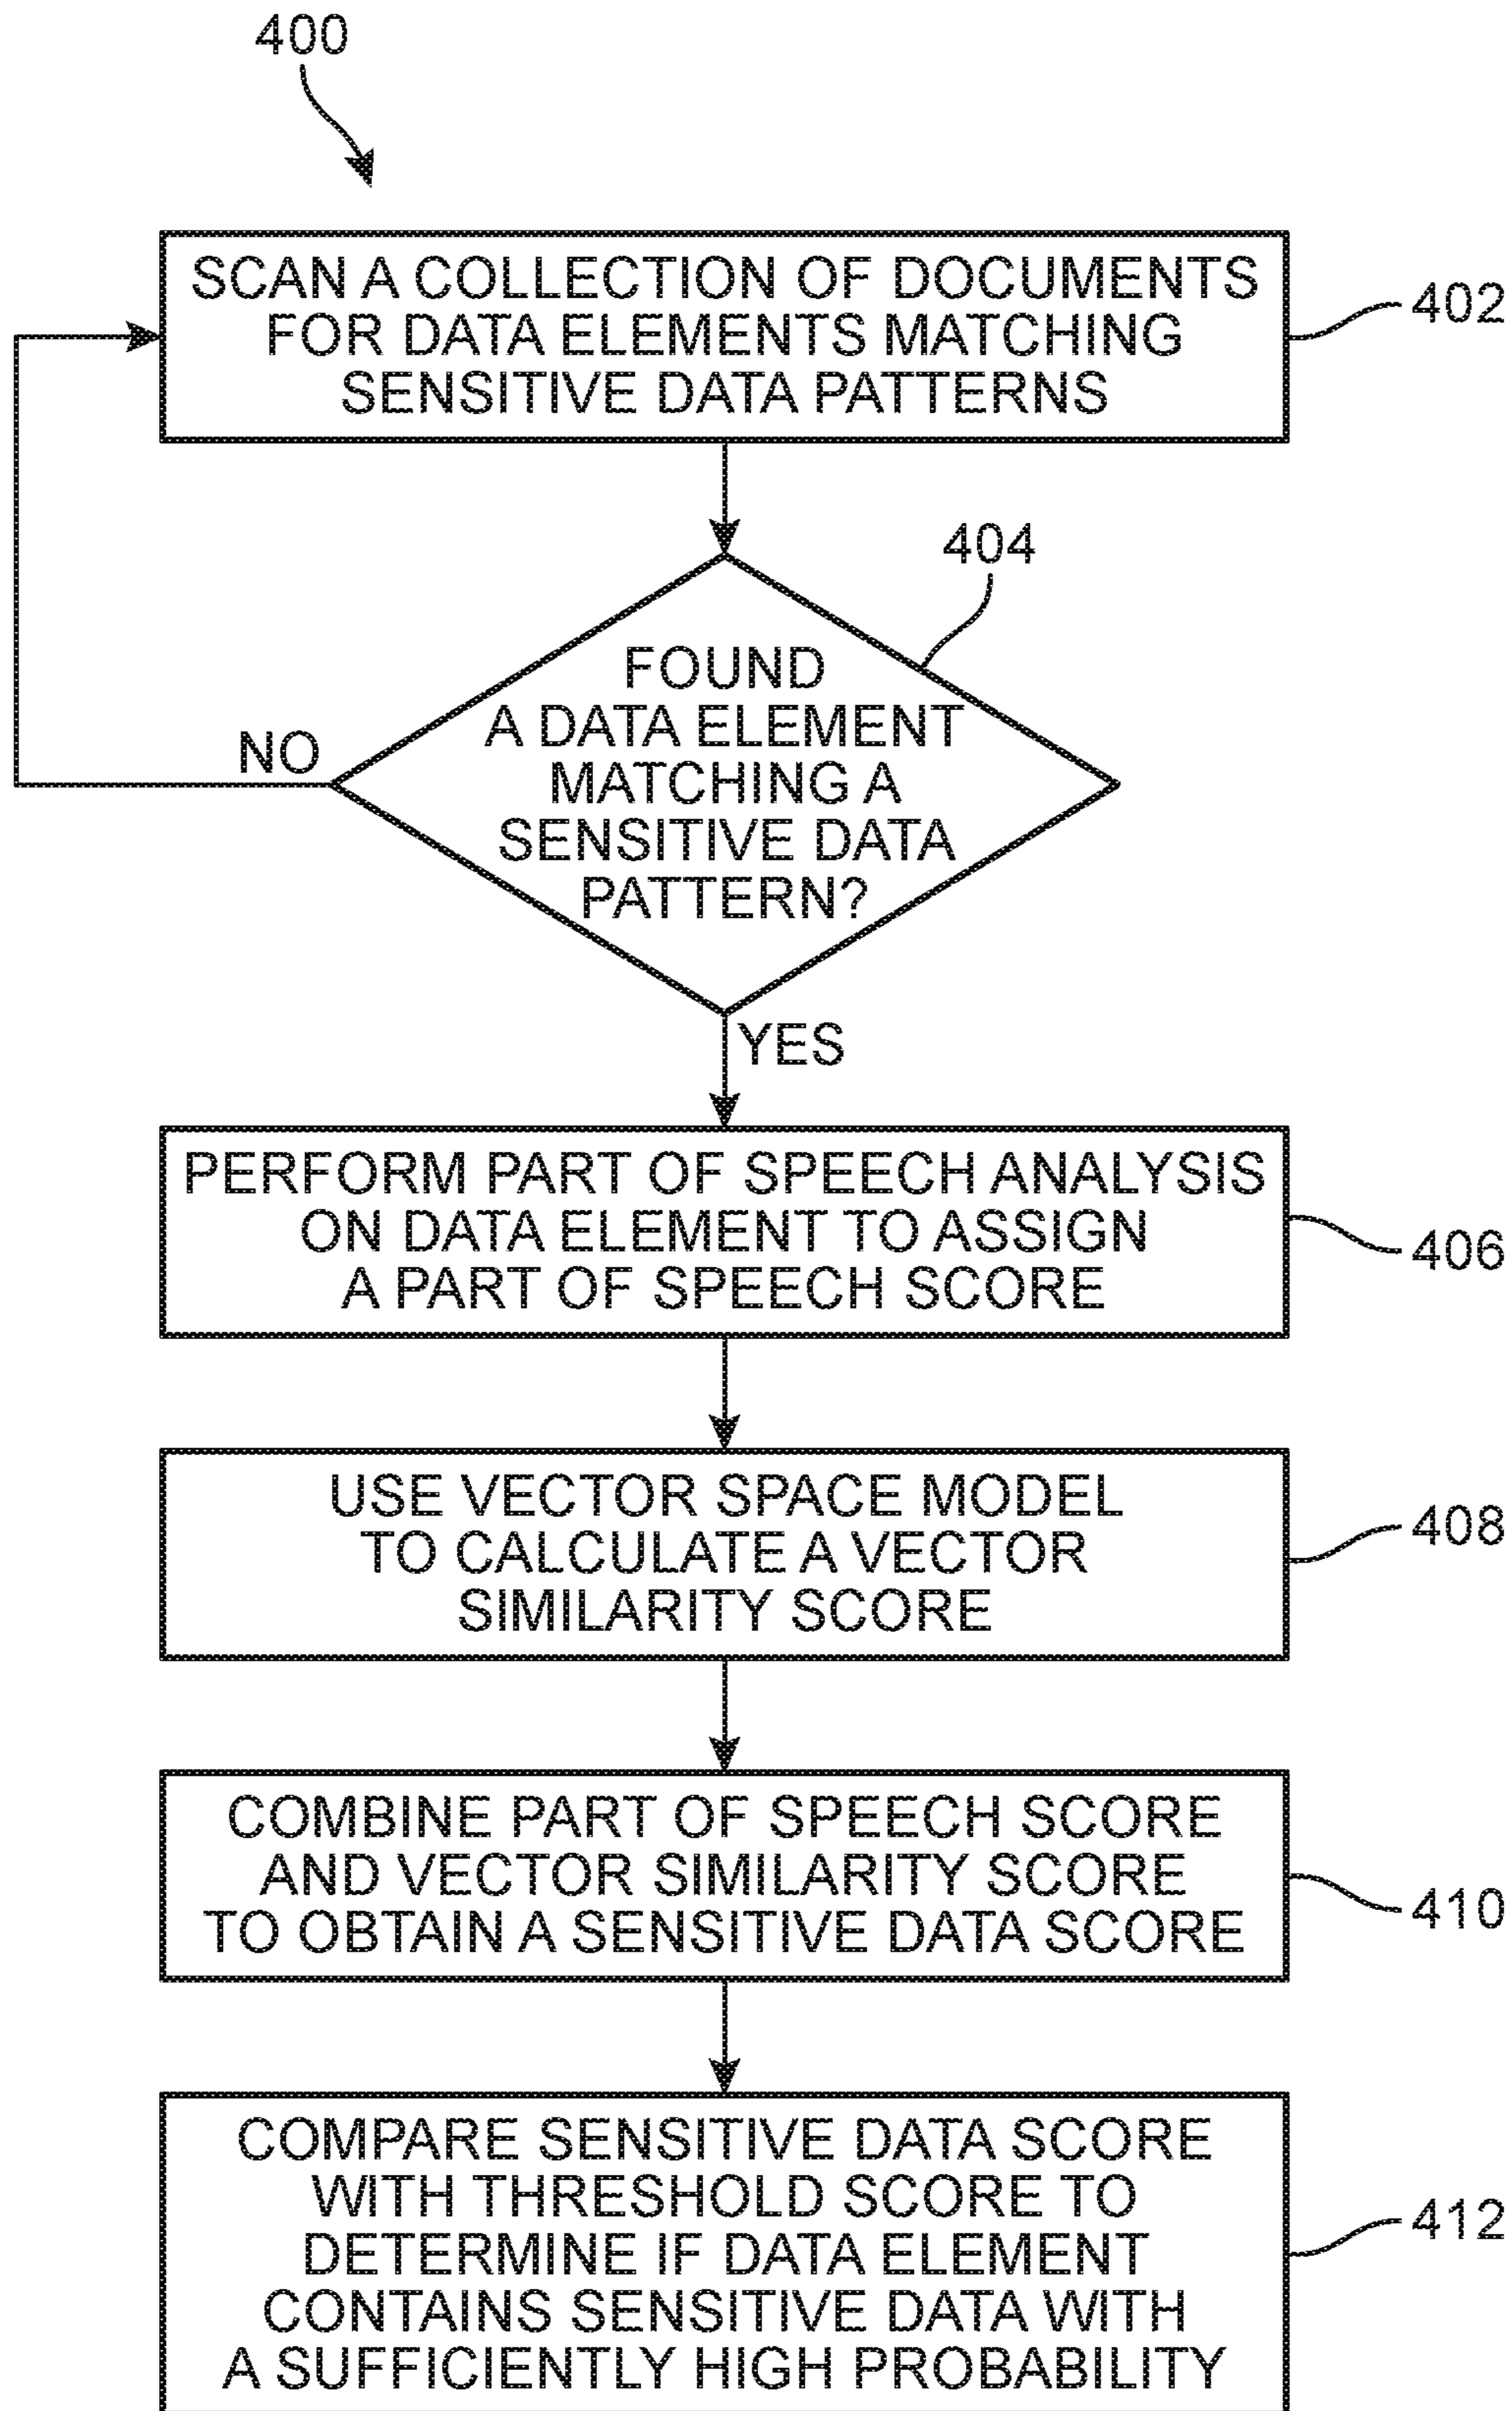 400
SCAN A COLLECTION OF DOCUMENTS
FOR DATA ELEMENTS MATCHING
SENSITIVE DATA PATTERNS
402
404
FOUND
A DATA ELEMENT
MATCHING A
SENSITIVE DATA
PATTERN?
NO
YES
PERFORM PART OF SPEECH ANALYSIS
ON DATA ELEMENT TO ASSIGN
A PART OF SPEECH SCORE
406
USE VECTOR SPACE MODEL
TO CALCULATE A VECTOR
SIMILARITY SCORE
408
COMBINE PART OF SPEECH SCORE
AND VECTOR SIMILARITY SCORE
TO OBTAIN A SENSITIVE DATA SCORE
410
COMPARE SENSITIVE DATA SCORE
WITH THRESHOLD SCORE TO
DETERMINE IF DATA ELEMENT
CONTAINS SENSITIVE DATA WITH
A SUFFICIENTLY HIGH PROBABILITY
412